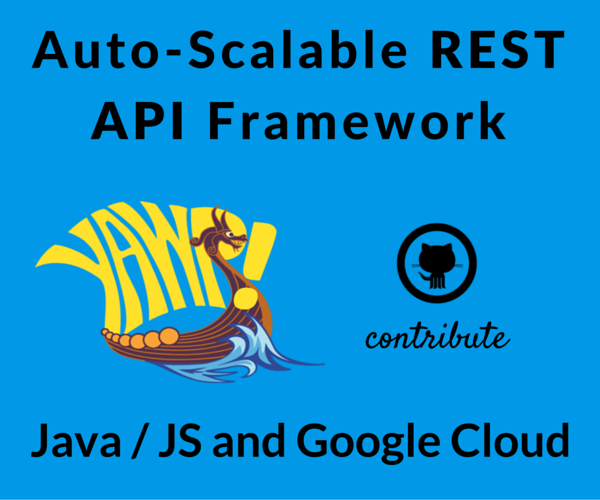 Auto-Scalable REST
API Framework
YAWP!
contribute
Java / JS and Google Cloud